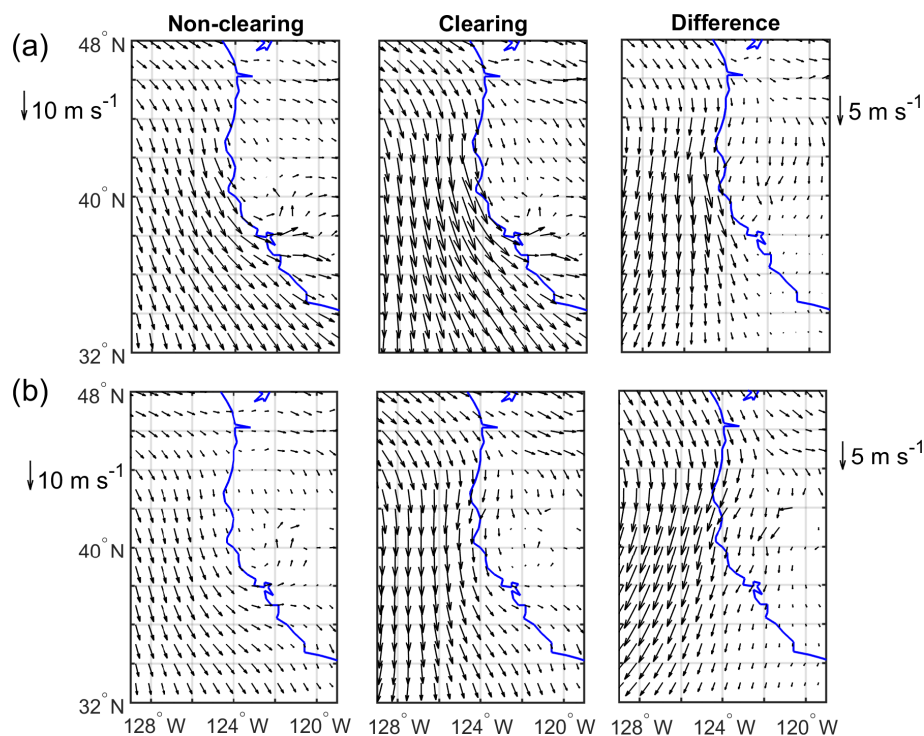 Non-clearing Clearing Difference
(a) 48° N
10 m s⁻¹ 5 m s⁻¹
40° N
32° N
(b) 48° N
10 m s⁻¹ 5 m s⁻¹
40° N
32° N
128° W 124° W 120° W 128° W 124° W 120° W 128° W 124° W 120° W